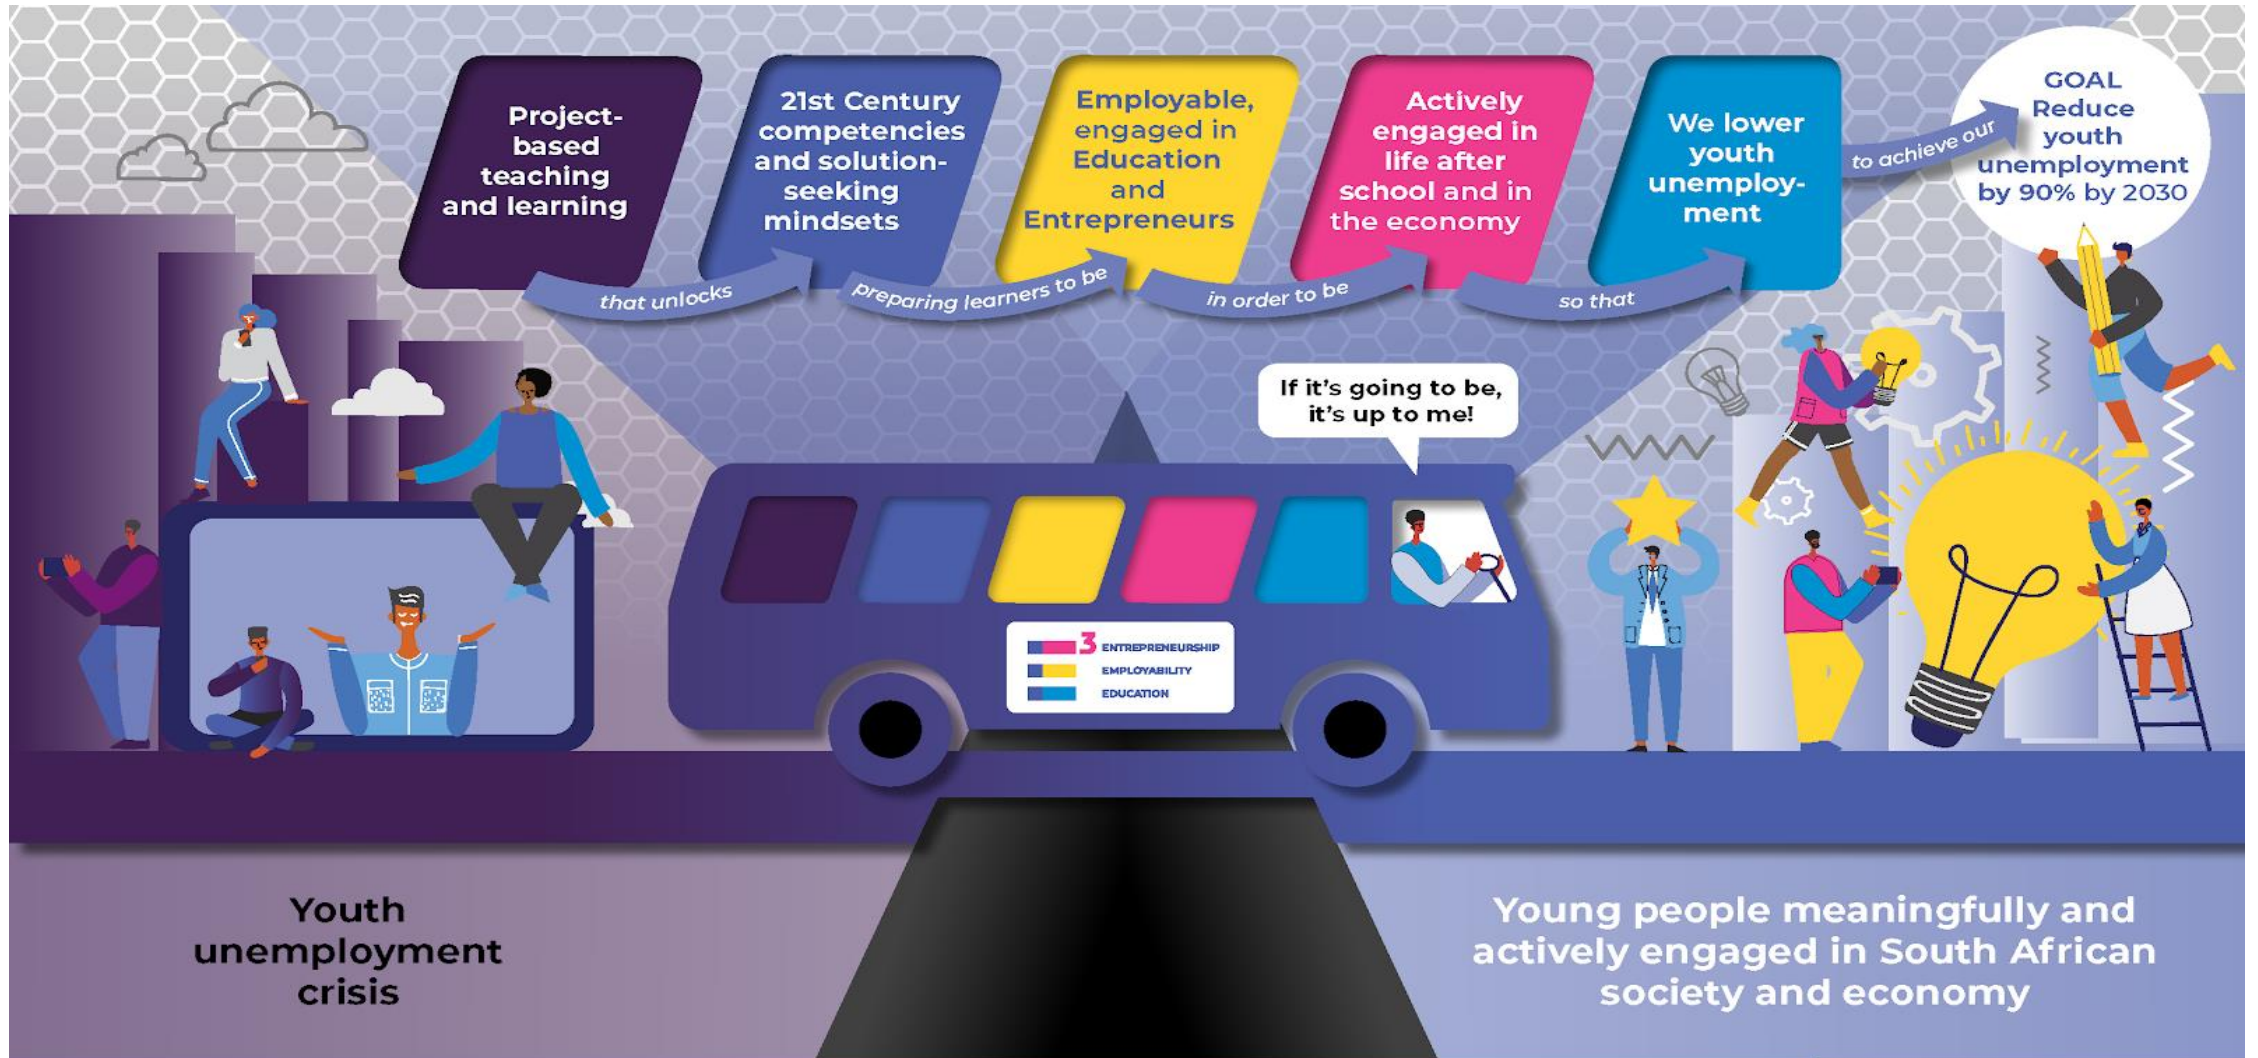 Project-
based
teaching
and learning
that unlocks
21st Century
competencies
and solution-
seeking
mindsets
preparing learners to be
Employable,
engaged in
Education
and
Entrepreneurs
in order to be
Actively
engaged in
life after
school and in
the economy
so that
We lower
youth
unemploy-
ment
to achieve our
GOAL
Reduce
youth
unemployment
by 90% by 2030
If it's going to be,
it's up to me!
3 ENTREPRENEURSHIP
EMPLOYABILITY
EDUCATION
Youth
unemployment
crisis
Young people meaningfully and
actively engaged in South African
society and economy